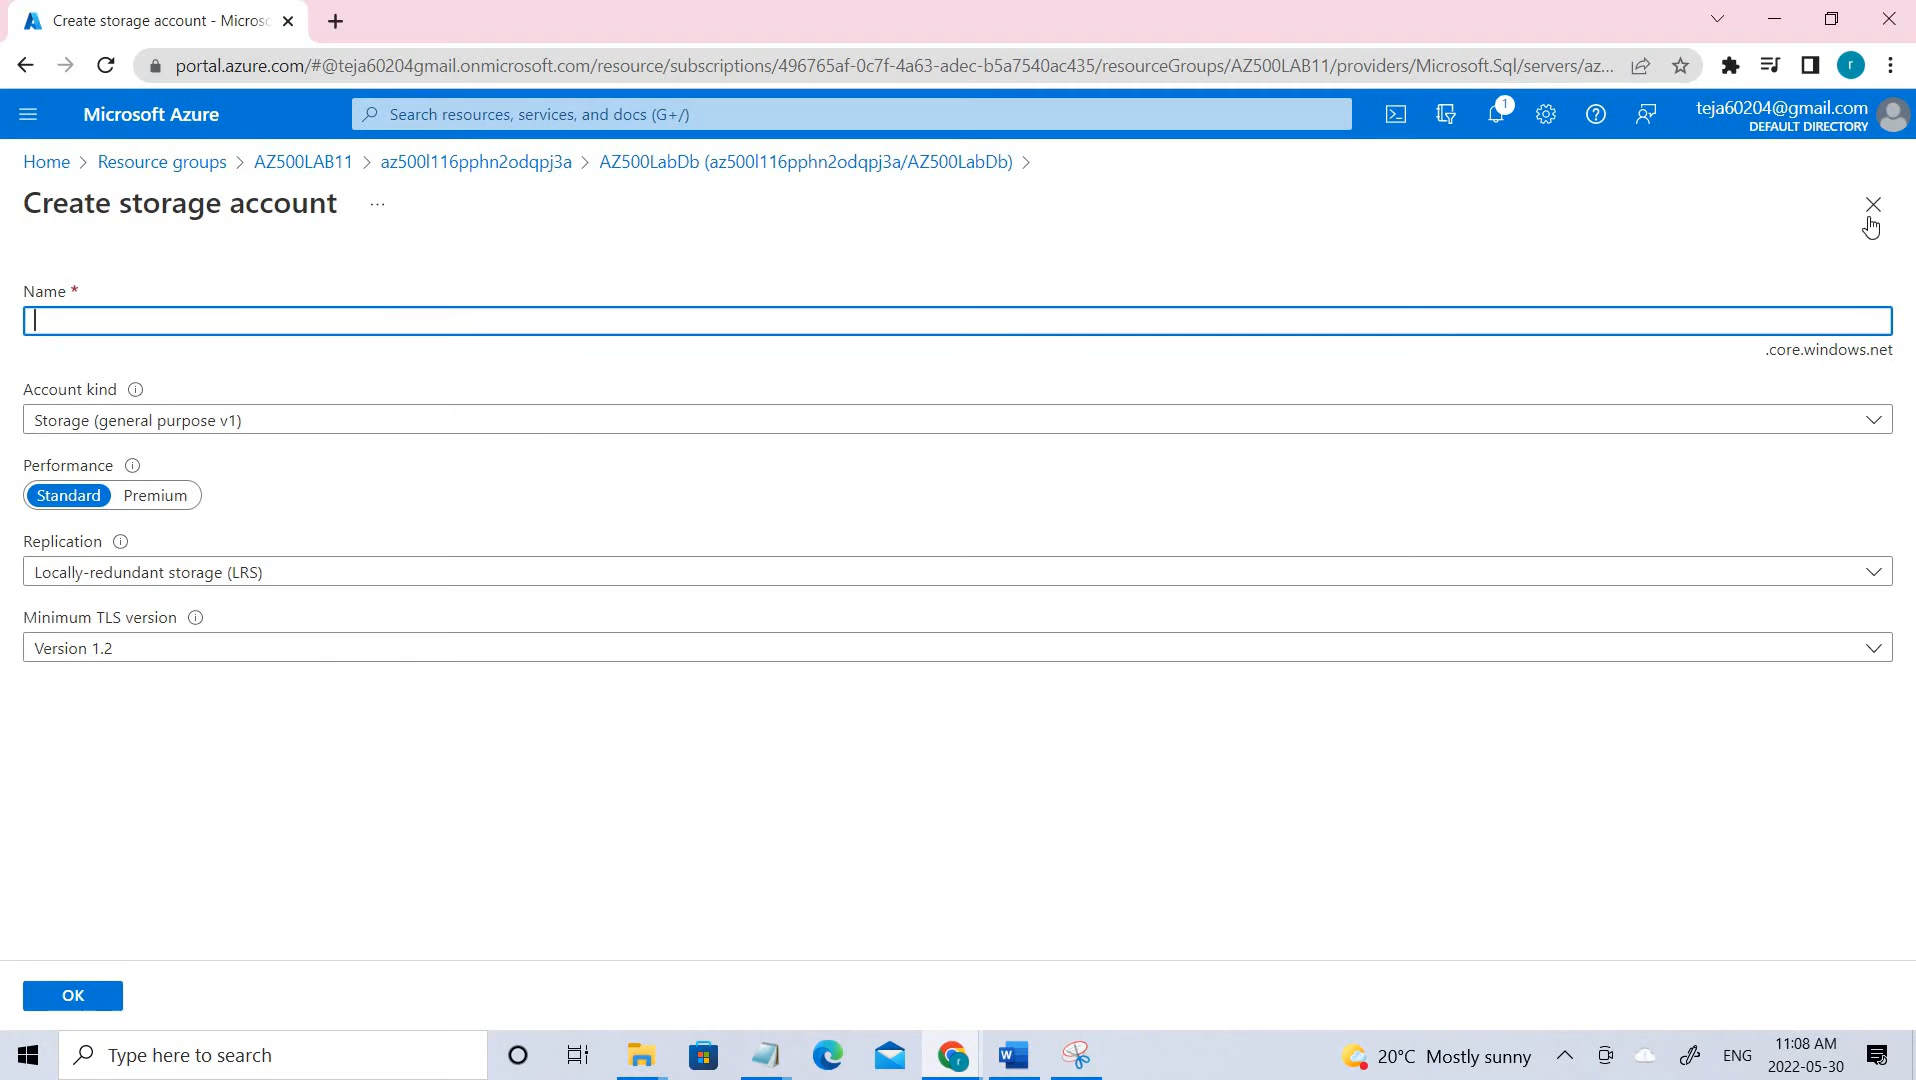 Create storage account - Micros
portal.azure.com/#@teja60204gmail.onmicrosoft.com/resource/subscriptions/496765af-0c7f-4a63-adec-b5a7540ac435/resourceGroups/AZ500LAB11/providers/Microsoft.Sql/servers/az...
r
Microsoft Azure
Search resources, services, and docs (G+/)
1
teja60204@gmail.com
DEFAULT DIRECTORY
Home > Resource groups > AZ500LAB11 > az500l116pphn2odqpj3a > AZ500LabDb (az500l116pphn2odqpj3a/AZ500LabDb) >
Create storage account ...
Name *
.core.windows.net
Account kind
Storage (general purpose v1)
Performance
Standard Premium
Replication
Locally-redundant storage (LRS)
Minimum TLS version
Version 1.2
OK
Type here to search
20°C Mostly sunny
ENG
11:08 AM
2022-05-30